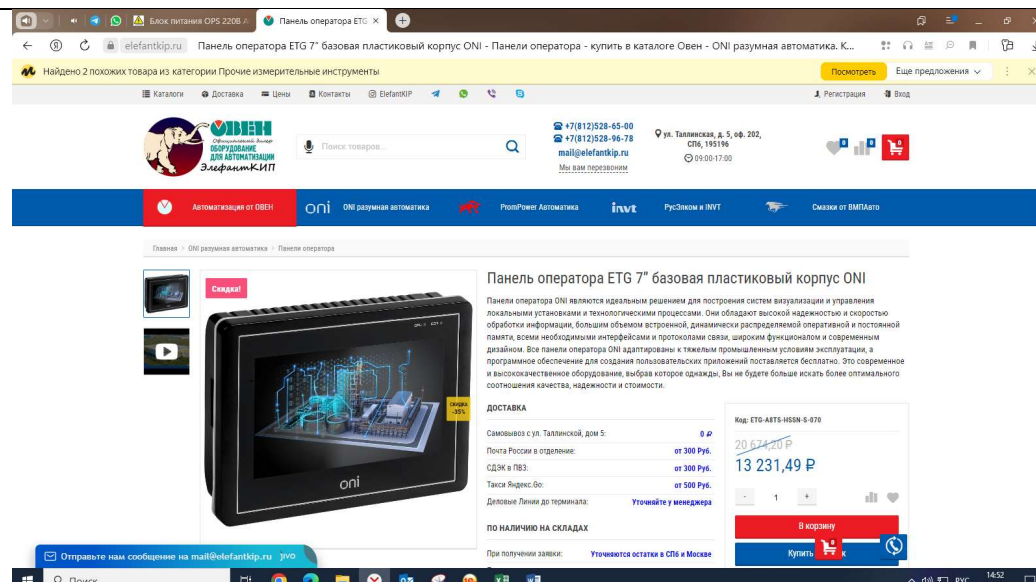 Блок питания OPS 220В А
Панель оператора ETG
elefantkip.ru Панель оператора ETG 7" базовая пластиковый корпус ONI - Панели оператора - купить в каталоге Овен - ONI разумная автоматика. К...
Найдено 2 похожих товара из категории Прочие измерительные инструменты
Посмотреть
Еще предложения
Каталоги
Доставка
Цены
Контакты
ElefantKIP
Регистрация
Вход
ОВЕН
Официальный дилер
ОБОРУДОВАНИЕ
ДЛЯ АВТОМАТИЗАЦИИ
ЭлефантКИП
Поиск товаров...
+7(812)528-65-00
+7(812)528-96-78
mail@elefantkip.ru
Мы вам перезвоним
ул. Таллинская, д. 5, оф. 202,
СПб, 195196
09:00-17:00
0
0
0
Автоматизация от ОВЕН
oni
ONI разумная автоматика
PromPower Автоматика
invt
РусЭлком и INVT
Смазки от ВМПАвто
Главная > ONI разумная автоматика > Панели оператора
Скидка!
oni
СКИДКА
-35%
Панель оператора ETG 7" базовая пластиковый корпус ONI
Панели оператора ONI являются идеальным решением для построения систем визуализации и управления
локальными установками и технологическими процессами. Они обладают высокой надежностью и скоростью
обработки информации, большим объемом встроенной, динамически распределяемой оперативной и постоянной
памяти, всеми необходимыми интерфейсами и протоколами связи, широким функционалом и современным
дизайном. Все панели оператора ONI адаптированы к тяжелым промышленным условиям эксплуатации, а
программное обеспечение для создания пользовательских приложений поставляется бесплатно. Это современное
и высококачественное оборудование, выбрав которое однажды, Вы не будете больше искать более оптимального
соотношения качества, надежности и стоимости.
ДОСТАВКА
Самовывоз с ул. Таллинской, дом 5: 0 ₽
Почта России в отделение: от 300 Руб.
СДЭК в ПВЗ: от 300 Руб.
Такси Яндекс.Go: от 500 Руб.
Деловые Линии до терминала: Уточняйте у менеджера
ПО НАЛИЧИЮ НА СКЛАДАХ
При получении заявки: Уточняются остатки в СПб и Москве
Код: ETG-A8TS-HSSN-S-070
20 674,20 ₽
13 231,49 ₽
- 1 +
В корзину
Купить
0
к
Отправьте нам сообщение на mail@elefantkip.ru jivo
Поиск
РУС
14:52